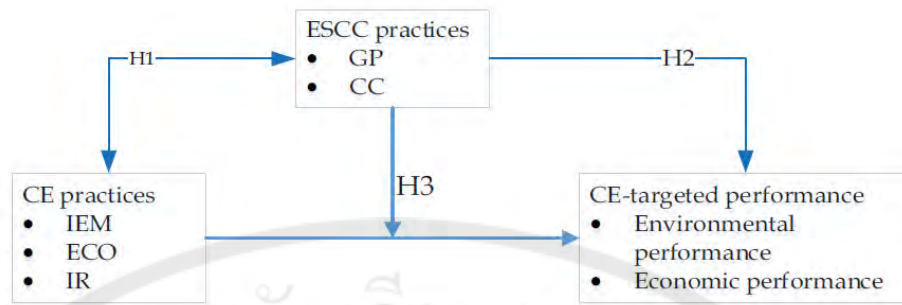 ESCC practices
• GP
• CC
H1
H2
H3
CE practices
• IEM
• ECO
• IR
CE-targeted performance
• Environmental
performance
• Economic performance